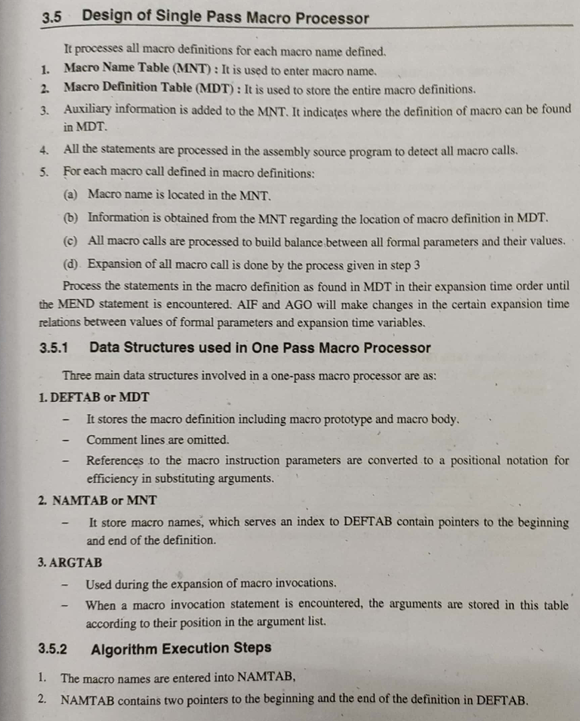 3.5 Design of Single Pass Macro Processor
It processes all macro definitions for each macro name defined.
1. Macro Name Table (MNT) : It is used to enter macro name.
2. Macro Definition Table (MDT) : It is used to store the entire macro definitions.
3. Auxiliary information is added to the MNT. It indicates where the definition of macro can be found
in MDT.
4. All the statements are processed in the assembly source program to detect all macro calls.
5. For each macro call defined in macro definitions:
(a) Macro name is located in the MNT.
(b) Information is obtained from the MNT regarding the location of macro definition in MDT.
(c) All macro calls are processed to build balance between all formal parameters and their values.
(d) Expansion of all macro call is done by the process given in step 3
Process the statements in the macro definition as found in MDT in their expansion time order until
the MEND statement is encountered. AIF and AGO will make changes in the certain expansion time
relations between values of formal parameters and expansion time variables.
3.5.1 Data Structures used in One Pass Macro Processor
Three main data structures involved in a one-pass macro processor are as:
1. DEFTAB or MDT
– It stores the macro definition including macro prototype and macro body.
– Comment lines are omitted.
– References to the macro instruction parameters are converted to a positional notation for
efficiency in substituting arguments.
2. NAMTAB or MNT
– It store macro names, which serves an index to DEFTAB contain pointers to the beginning
and end of the definition.
3. ARGTAB
– Used during the expansion of macro invocations.
– When a macro invocation statement is encountered, the arguments are stored in this table
according to their position in the argument list.
3.5.2 Algorithm Execution Steps
1. The macro names are entered into NAMTAB,
2. NAMTAB contains two pointers to the beginning and the end of the definition in DEFTAB.